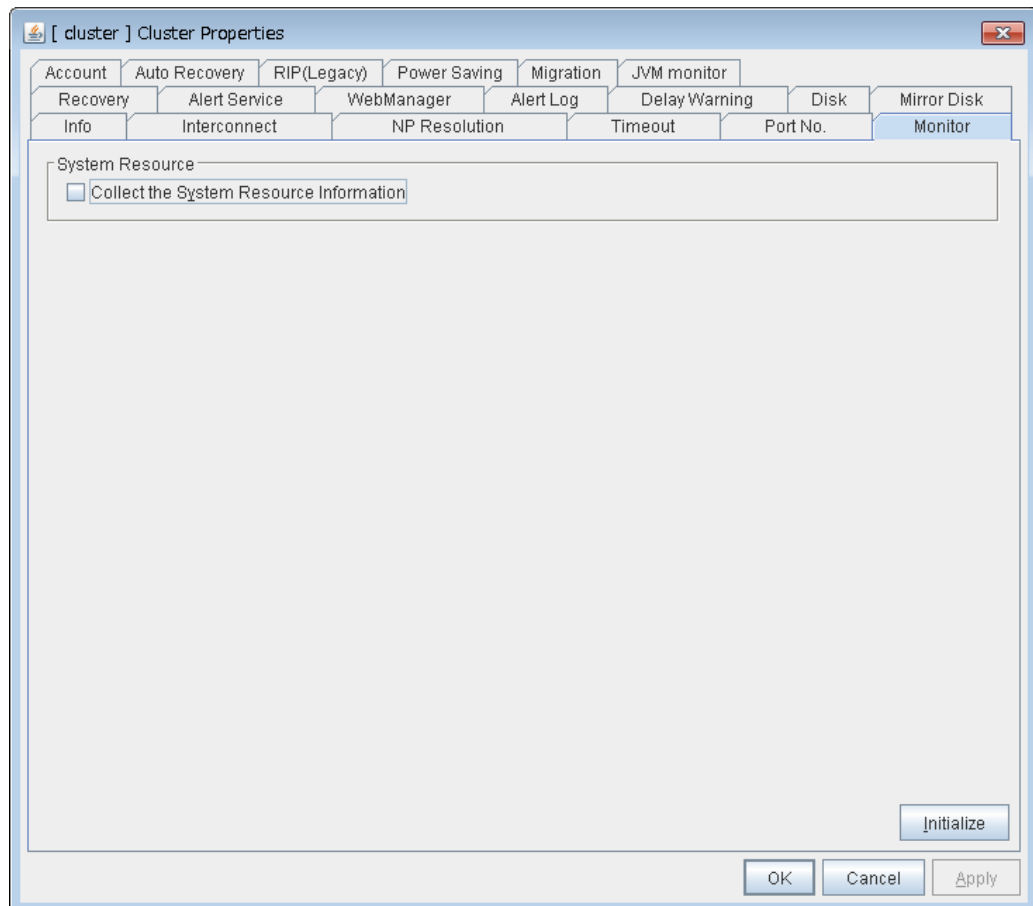 [ cluster ] Cluster Properties
Account Auto Recovery RIP(Legacy) Power Saving Migration JVM monitor
Recovery Alert Service WebManager Alert Log Delay Warning Disk Mirror Disk
Info Interconnect NP Resolution Timeout Port No. Monitor
System Resource
Collect the System Resource Information
Initialize
OK Cancel Apply